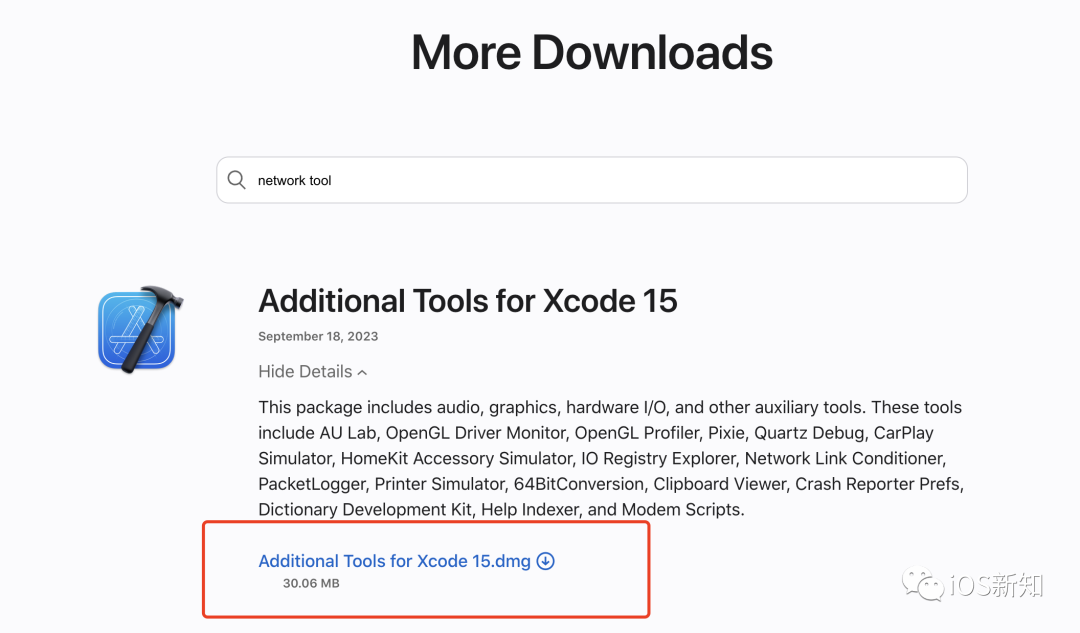 More Downloads
network tool
Additional Tools for Xcode 15
September 18, 2023
Hide Details
This package includes audio, graphics, hardware I/O, and other auxiliary tools. These tools
include AU Lab, OpenGL Driver Monitor, OpenGL Profiler, Pixie, Quartz Debug, CarPlay
Simulator, HomeKit Accessory Simulator, IO Registry Explorer, Network Link Conditioner,
PacketLogger, Printer Simulator, 64BitConversion, Clipboard Viewer, Crash Reporter Prefs,
Dictionary Development Kit, Help Indexer, and Modem Scripts.
Additional Tools for Xcode 15.dmg
30.06 MB
iOS新知